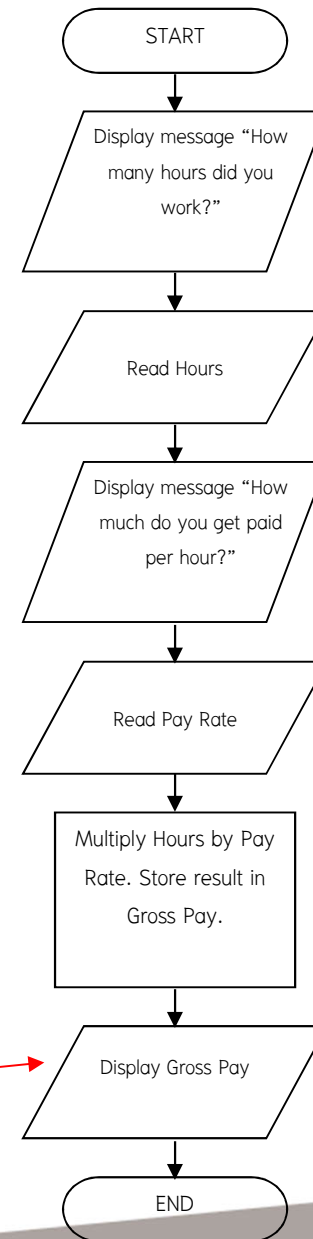 START
Display message “How
many hours did you
work?”
Read Hours
Display message “How
much do you get paid
per hour?”
Read Pay Rate
Multiply Hours by Pay
Rate. Store result in
Gross Pay.
Display Gross Pay
END